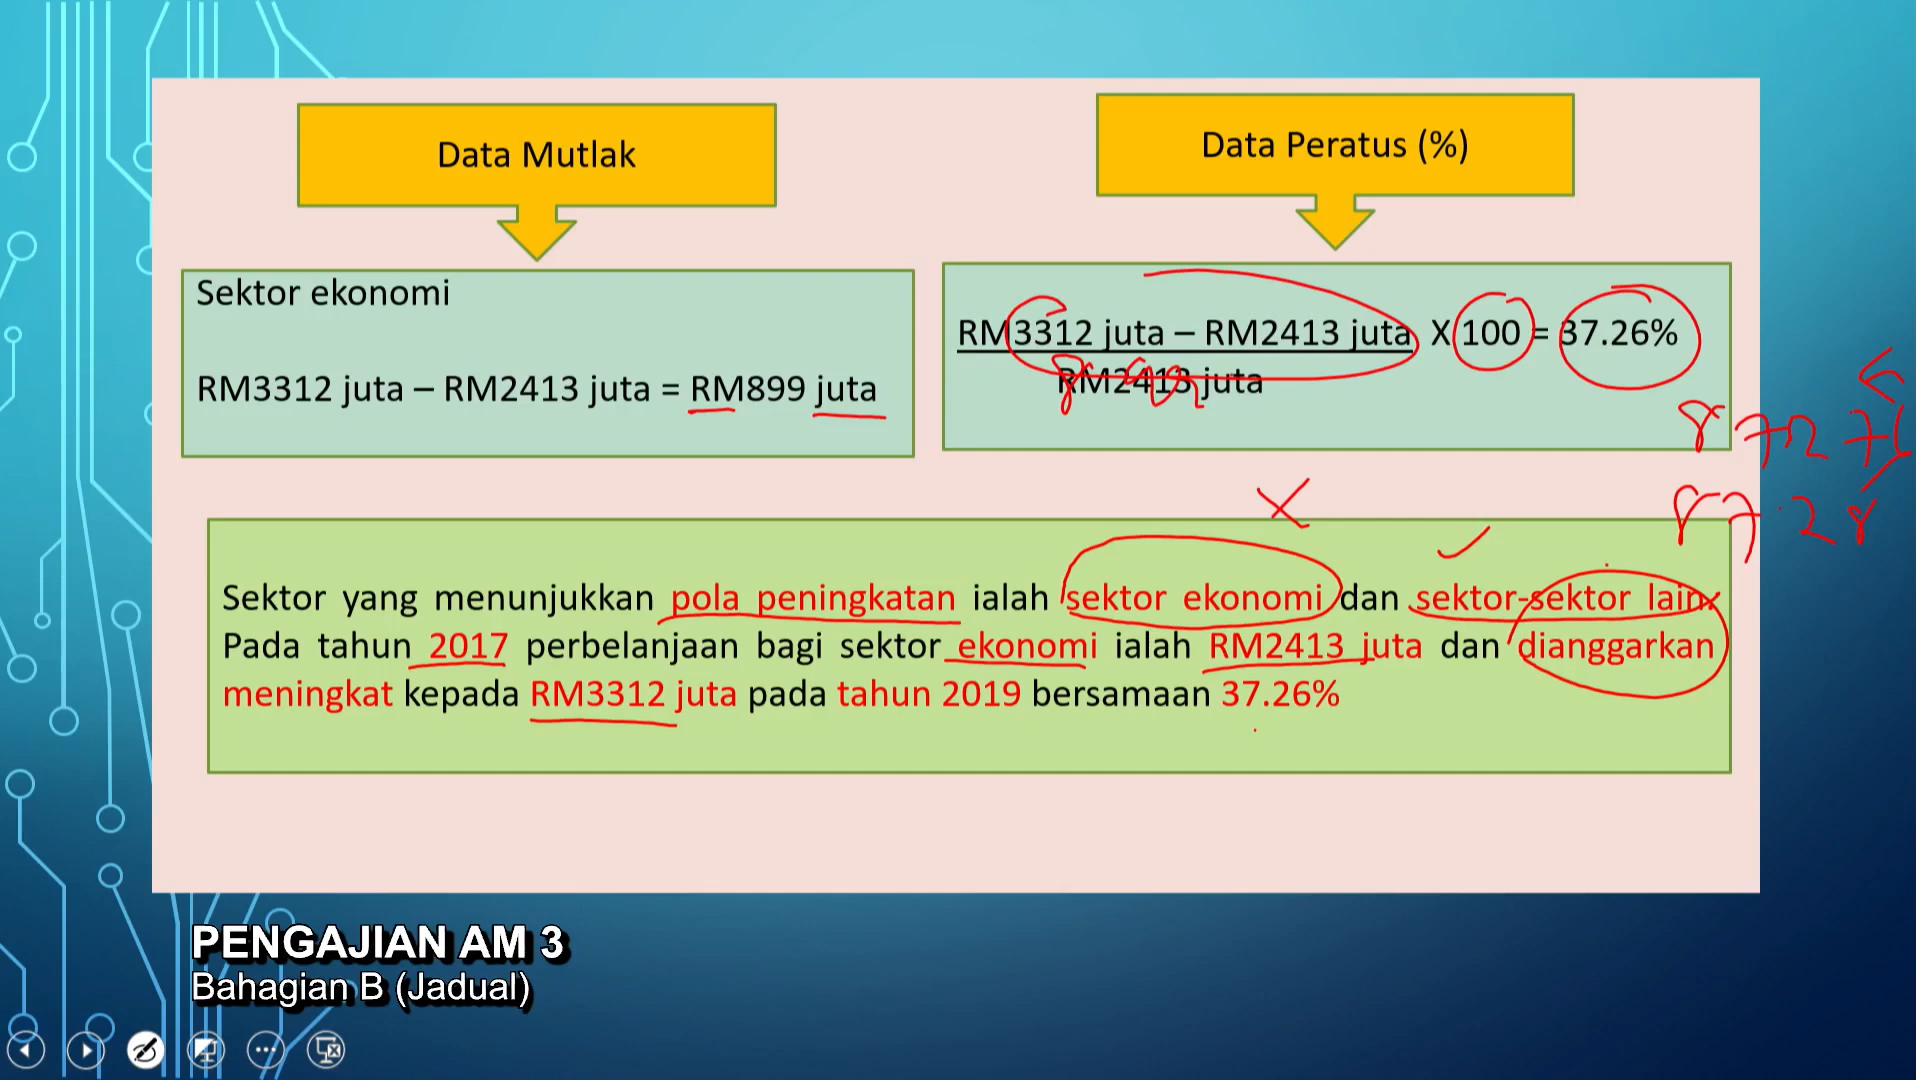 Data Mutlak
Data Peratus (%)
Sektor ekonomi
RM3312 juta – RM2413 juta = RM899 juta
RM3312 juta – RM2413 juta X 100 = 37.26%
RM2413 juta
Sektor yang menunjukkan pola peningkatan ialah sektor ekonomi dan sektor-sektor lain.
Pada tahun 2017 perbelanjaan bagi sektor ekonomi ialah RM2413 juta dan dianggarkan
meningkat kepada RM3312 juta pada tahun 2019 bersamaan 37.26%
PENGAJIAN AM 3
Bahagian B (Jadual)